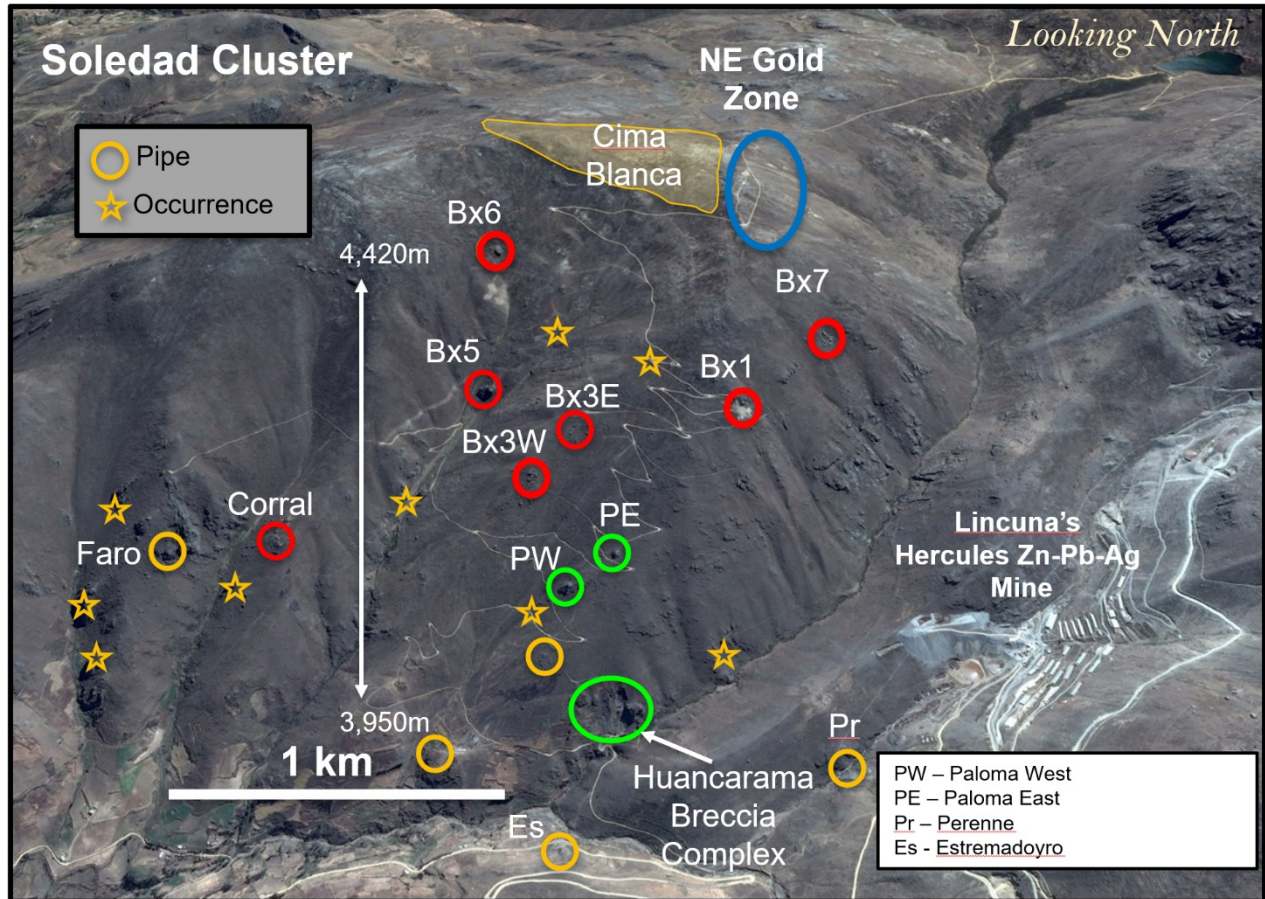 Looking North
Soledad Cluster
NE Gold
Zone
Pipe
Occurrence
Cima
Blanca
Bx6
4,420m
Bx7
Bx5
Bx1
Bx3E
Bx3W
Corral
PE
Faro
PW
Lincuna's
Hercules Zn-Pb-Ag
Mine
3,950m
1 km
Pr
Huancarama
Breccia
Complex
Es
PW – Paloma West
PE – Paloma East
Pr – Perenne
Es - Estremadoyro